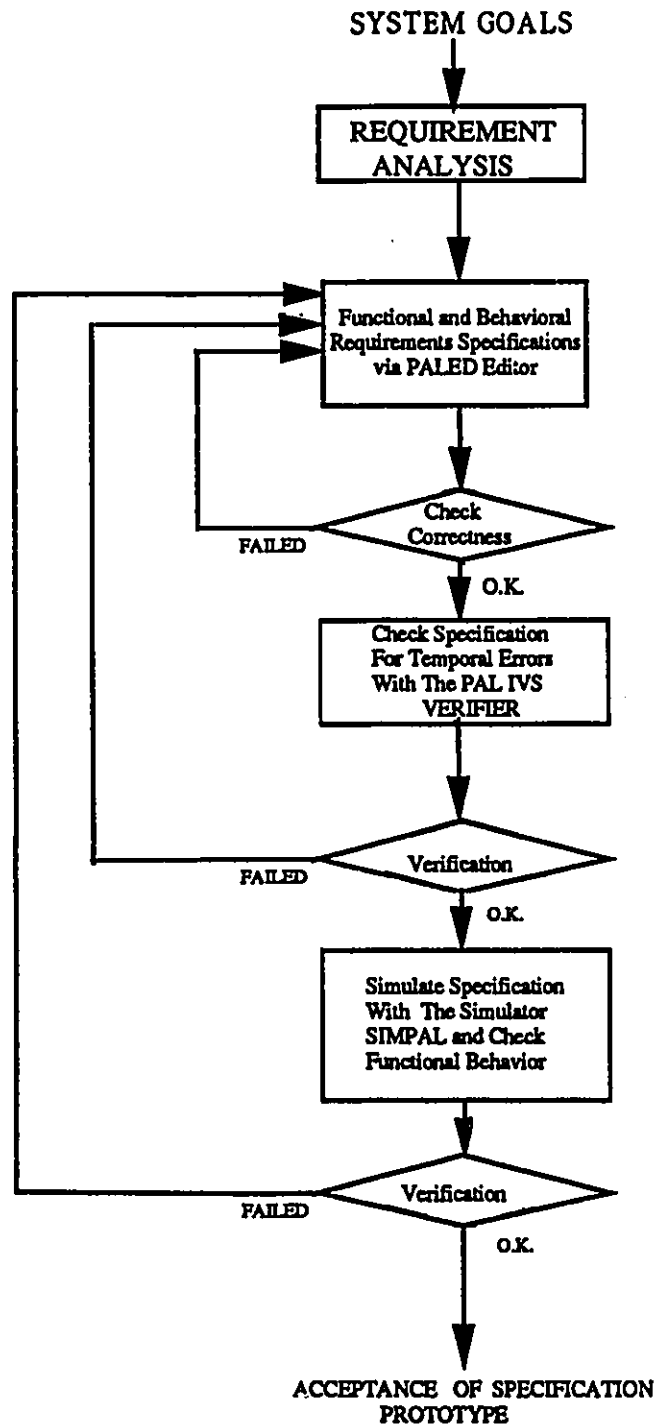 SYSTEM GOALS
REQUIREMENT
ANALYSIS
Functional and Behavioral
Requirements Specifications
via PALED Editor
Check
Correctness
FAILED
O.K.
Check Specification
For Temporal Errors
With The PAL IVS
VERIFIER
Verification
FAILED
O.K.
Simulate Specification
With The Simulator
SIMPAL and Check
Functional Behavior
Verification
FAILED
O.K.
ACCEPTANCE OF SPECIFICATION
PROTOTYPE